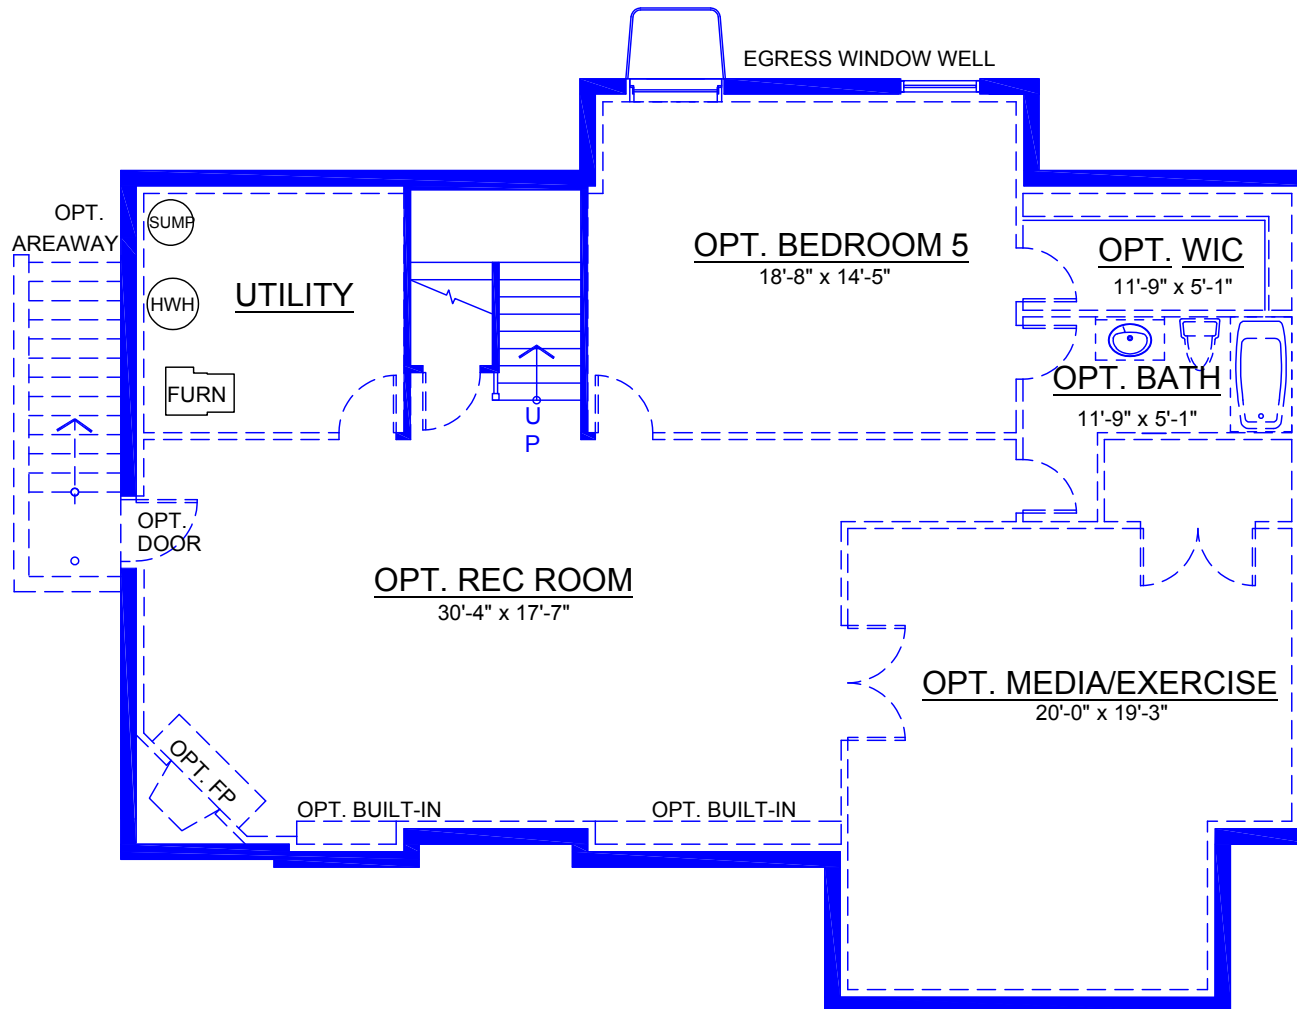 EGRESS WINDOW WELL
OPT.
AREAWAY
SUMP
HWH
UTILITY
FURN
U
P
OPT. BEDROOM 5
18'-8" x 14'-5"
OPT. WIC
11'-9" x 5'-1"
OPT. BATH
11'-9" x 5'-1"
OPT.
DOOR
OPT. REC ROOM
30'-4" x 17'-7"
OPT. MEDIA/EXERCISE
20'-0" x 19'-3"
OPT. FP
OPT. BUILT-IN
OPT. BUILT-IN